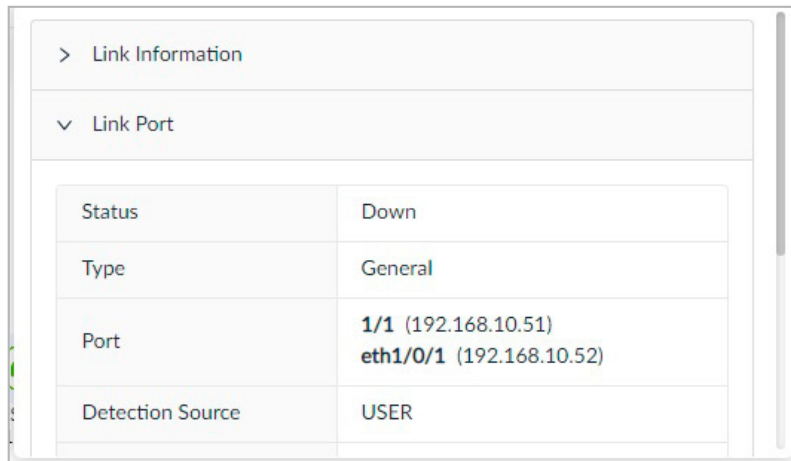 Link Information
Link Port
Status Down
Type General
Port 1/1 (192.168.10.51)
eth1/0/1 (192.168.10.52)
Detection Source USER